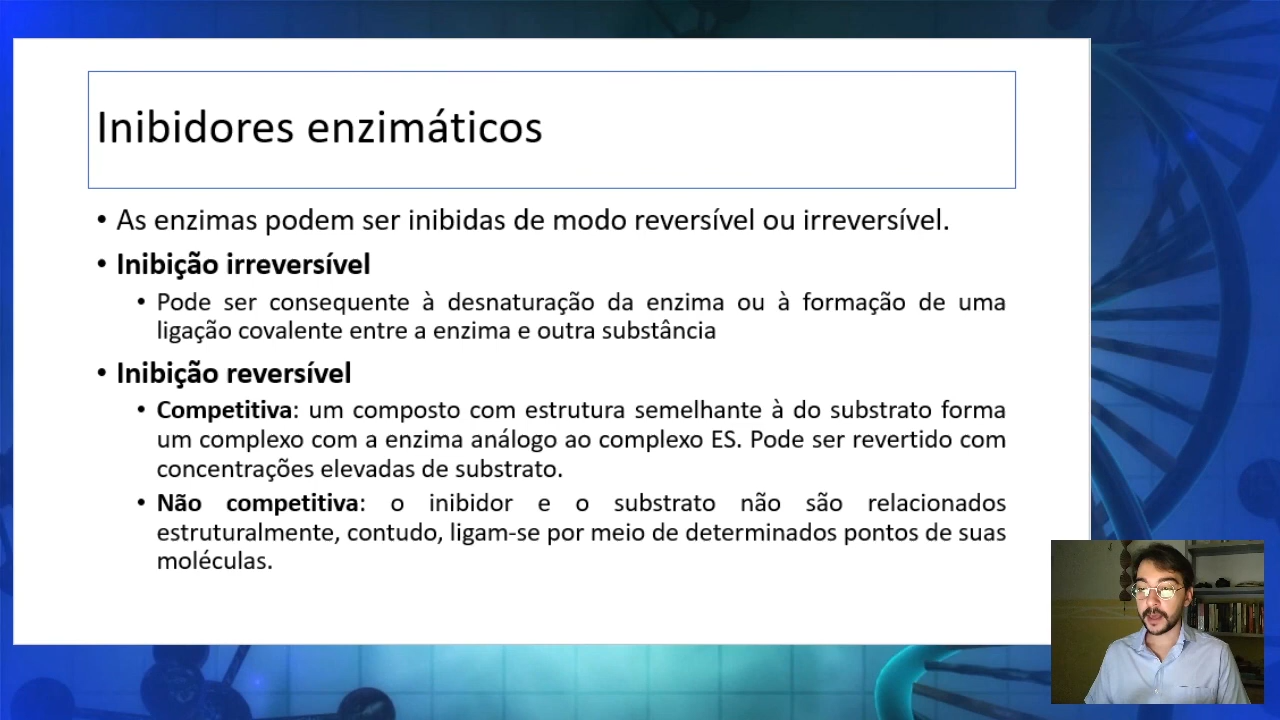 Inibidores enzimáticos
• As enzimas podem ser inibidas de modo reversível ou irreversível.
• Inibição irreversível
• Pode ser consequente à desnaturação da enzima ou à formação de uma
ligação covalente entre a enzima e outra substância
• Inibição reversível
• Competitiva: um composto com estrutura semelhante à do substrato forma
um complexo com a enzima análogo ao complexo ES. Pode ser revertido com
concentrações elevadas de substrato.
• Não competitiva: o inibidor e o substrato não são relacionados
estruturalmente, contudo, ligam-se por meio de determinados pontos de suas
moléculas.